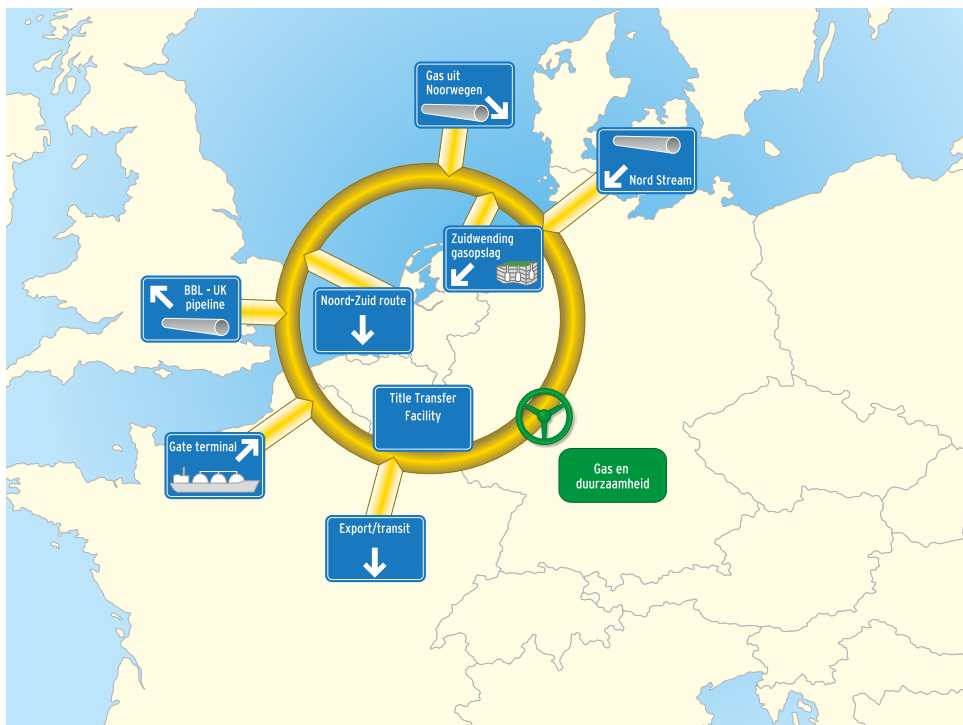 Gas uit
Noorwegen
Nord Stream
Zuidwending
gasopslag
BBL - UK
pipeline
Noord-Zuid route
Title Transfer
Facility
Gate terminal
Gas en
duurzaamheid
Export/transit